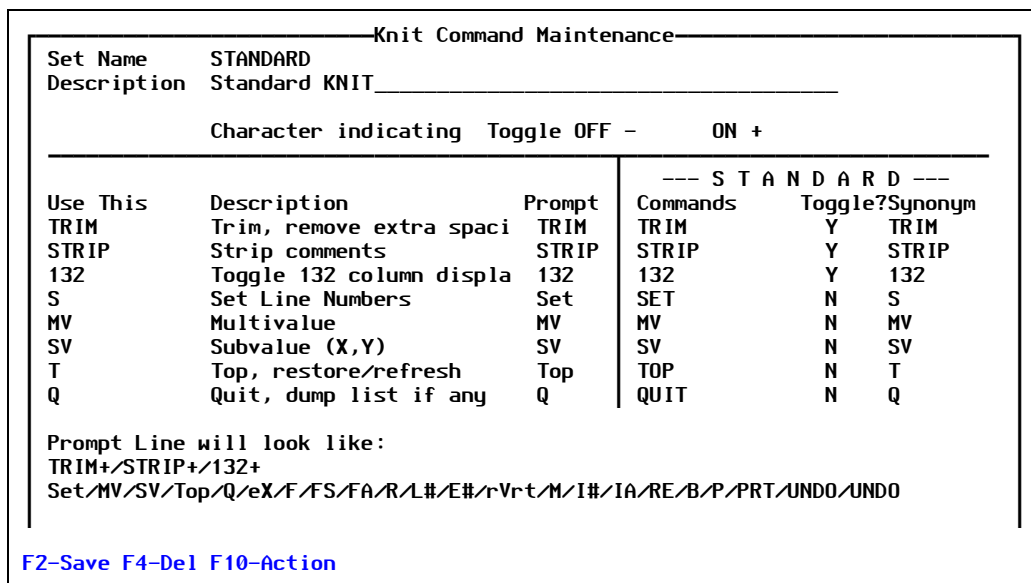 Knit Command Maintenance
Set Name STANDARD
Description Standard KNIT_____________________________________
Character indicating Toggle OFF - ON +
--- S T A N D A R D ---
Use This Description Prompt Commands Toggle?Synonym
TRIM Trim, remove extra spaci TRIM TRIM Y TRIM
STRIP Strip comments STRIP STRIP Y STRIP
132 Toggle 132 column displa 132 132 Y 132
S Set Line Numbers Set SET N S
MV Multivalue MV MV N MV
SV Subvalue (X,Y) SV SV N SV
T Top, restore/refresh Top TOP N T
Q Quit, dump list if any Q QUIT N Q
Prompt Line will look like:
TRIM+/STRIP+/132+
Set/MV/SV/Top/Q/eX/F/FS/FA/R/L#/E#/rVrt/M/I#/IA/RE/B/P/PRT/UNDO/UNDO
F2-Save F4-Del F10-Action